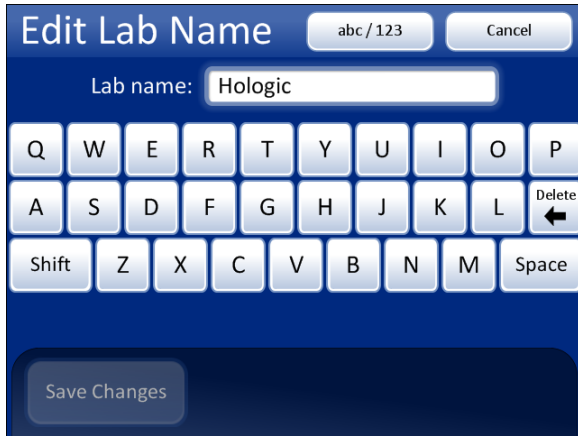 Edit Lab Name abc / 123 Cancel
Lab name: Hologic
Q W E R T Y U I O P
A S D F G H J K L Delete
Shift Z X C V B N M Space
Save Changes